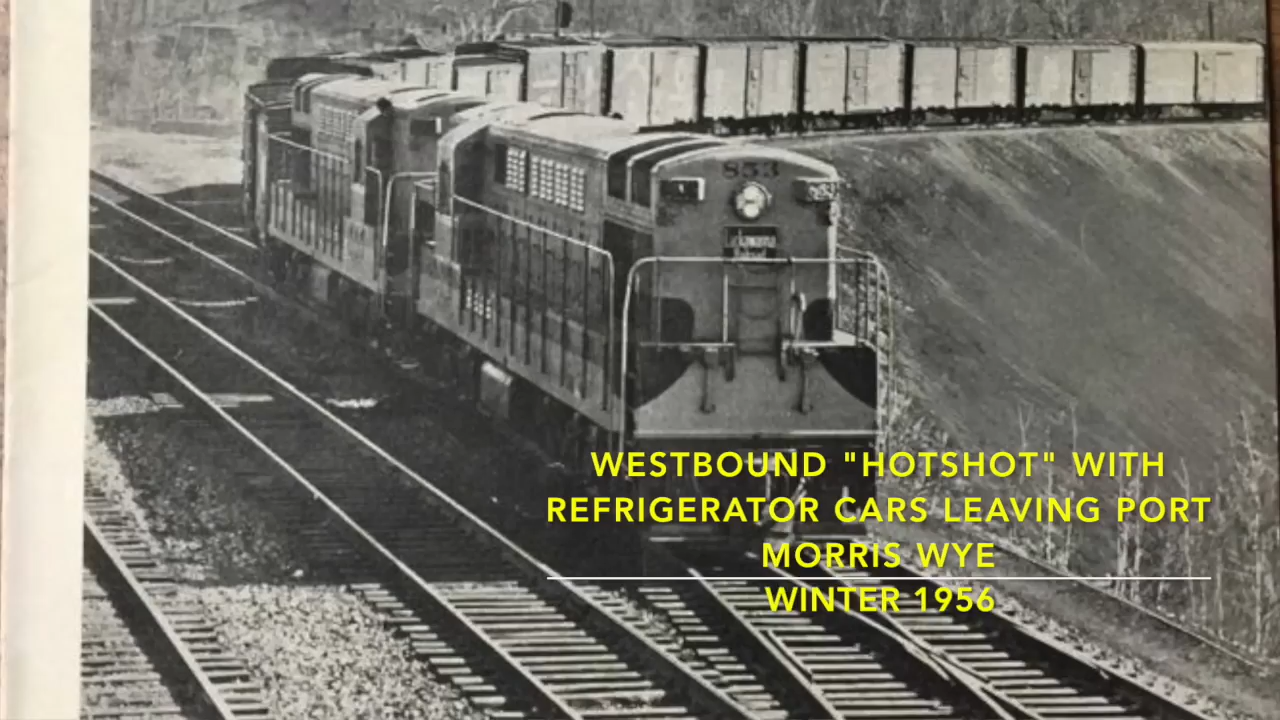 853
WESTBOUND "HOTSHOT" WITH
REFRIGERATOR CARS LEAVING PORT
MORRIS WYE
WINTER 1956